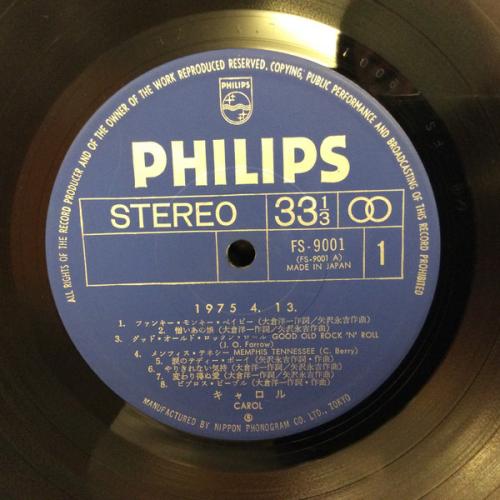 ALL RIGHTS OF THE RECORD PRODUCER AND OF THE OWNER OF THE WORK REPRODUCED RESERVED. COPYING, PUBLIC PERFORMANCE AND BROADCASTING OF THIS RECORD PROHIBITED
PHILIPS
PHILIPS
STEREO
33 1/3
FS-9001
(FS-9001 A)
MADE IN JAPAN
1
1975 4. 13.
1. ファンキー・モンキー・ベイビー (大倉洋一作詞/矢沢永吉作曲)
2. 憎いあの娘 (大倉洋一作詞/矢沢永吉作曲)
3. グッド・オールド・ロックン・ロール GOOD OLD ROCK 'N' ROLL
(J. O. Farrow)
4. メンフィス・テネシー MEMPHIS TENNESSEE (C. Berry)
5. 涙のテディー・ボーイ (大倉洋一作詞/矢沢永吉作曲)
6. やりきれない気持 (大倉洋一作詞/矢沢永吉作曲)
7. 変わり得ぬ愛 (大倉洋一作詞/矢沢永吉作曲)
8. ビブロス・ピープル (大倉洋一作詞・作曲)
キャロル
CAROL
Ⓢ
MANUFACTURED BY NIPPON PHONOGRAM CO. LTD., TOKYO